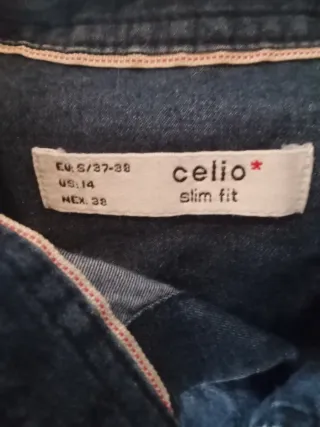 EU: S/37-38
US: 14
MEX: 38
celio*
slim fit